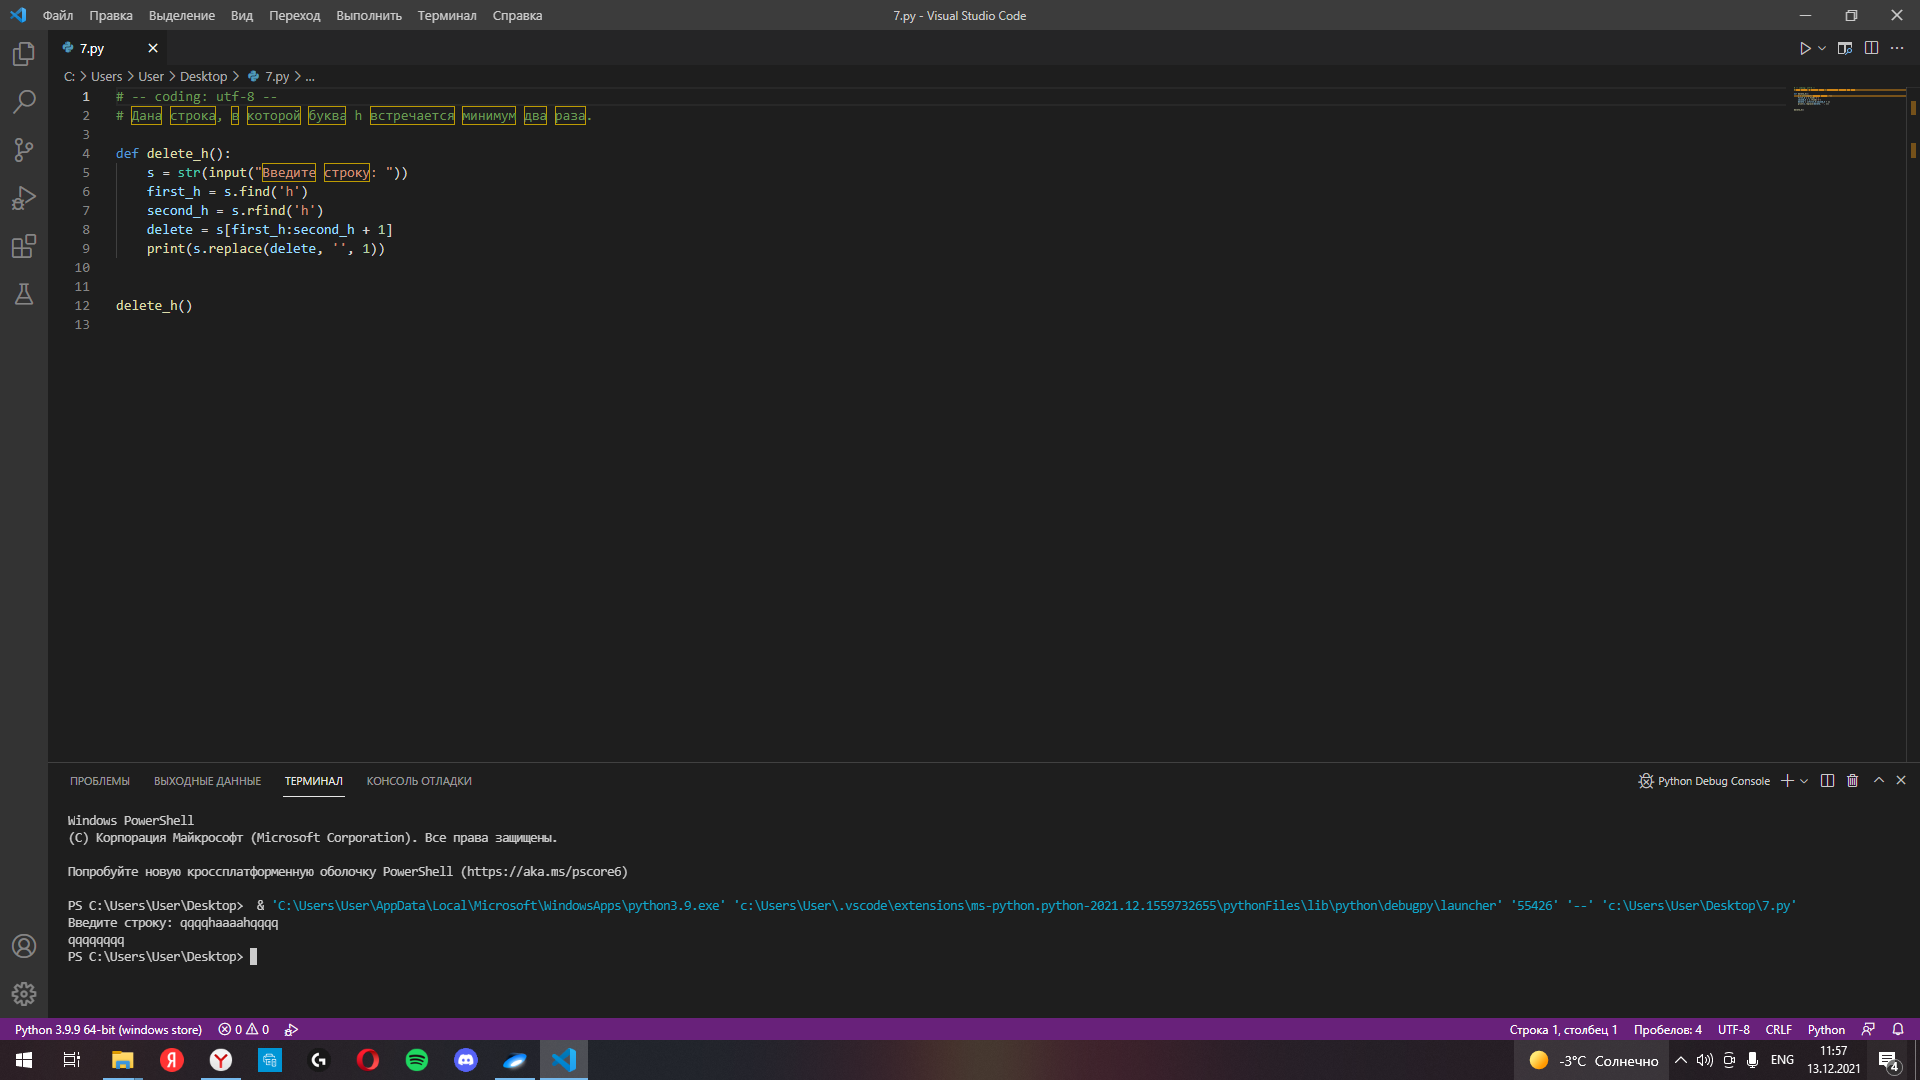 Файл Правка Выделение Вид Переход Выполнить Терминал Справка
7.py - Visual Studio Code
7.py
C: > Users > User > Desktop > 7.py > ...
1 # -- coding: utf-8 --
2 # Дана строка, в которой буква h встречается минимум два раза.
3
4 def delete_h():
5     s = str(input("Введите строку: "))
6     first_h = s.find('h')
7     second_h = s.rfind('h')
8     delete = s[first_h:second_h + 1]
9     print(s.replace(delete, '', 1))
10
11
12 delete_h()
13
ПРОБЛЕМЫ ВЫХОДНЫЕ ДАННЫЕ ТЕРМИНАЛ КОНСОЛЬ ОТЛАДКИ
Python Debug Console
Windows PowerShell
(C) Корпорация Майкрософт (Microsoft Corporation). Все права защищены.
Попробуйте новую кроссплатформенную оболочку PowerShell (https://aka.ms/pscore6)
PS C:\Users\User\Desktop>  & 'C:\Users\User\AppData\Local\Microsoft\WindowsApps\python3.9.exe' 'c:\Users\User\.vscode\extensions\ms-python.python-2021.12.1559732655\pythonFiles\lib\python\debugpy\launcher' '55426' '--' 'c:\Users\User\Desktop\7.py'
Введите строку: qqqqhaaaahqqqq
qqqqqqqq
PS C:\Users\User\Desktop>
Python 3.9.9 64-bit (windows store) 0 0
Строка 1, столбец 1 Пробелов: 4 UTF-8 CRLF Python
-3°C Солнечно
ENG
11:57
13.12.2021
4